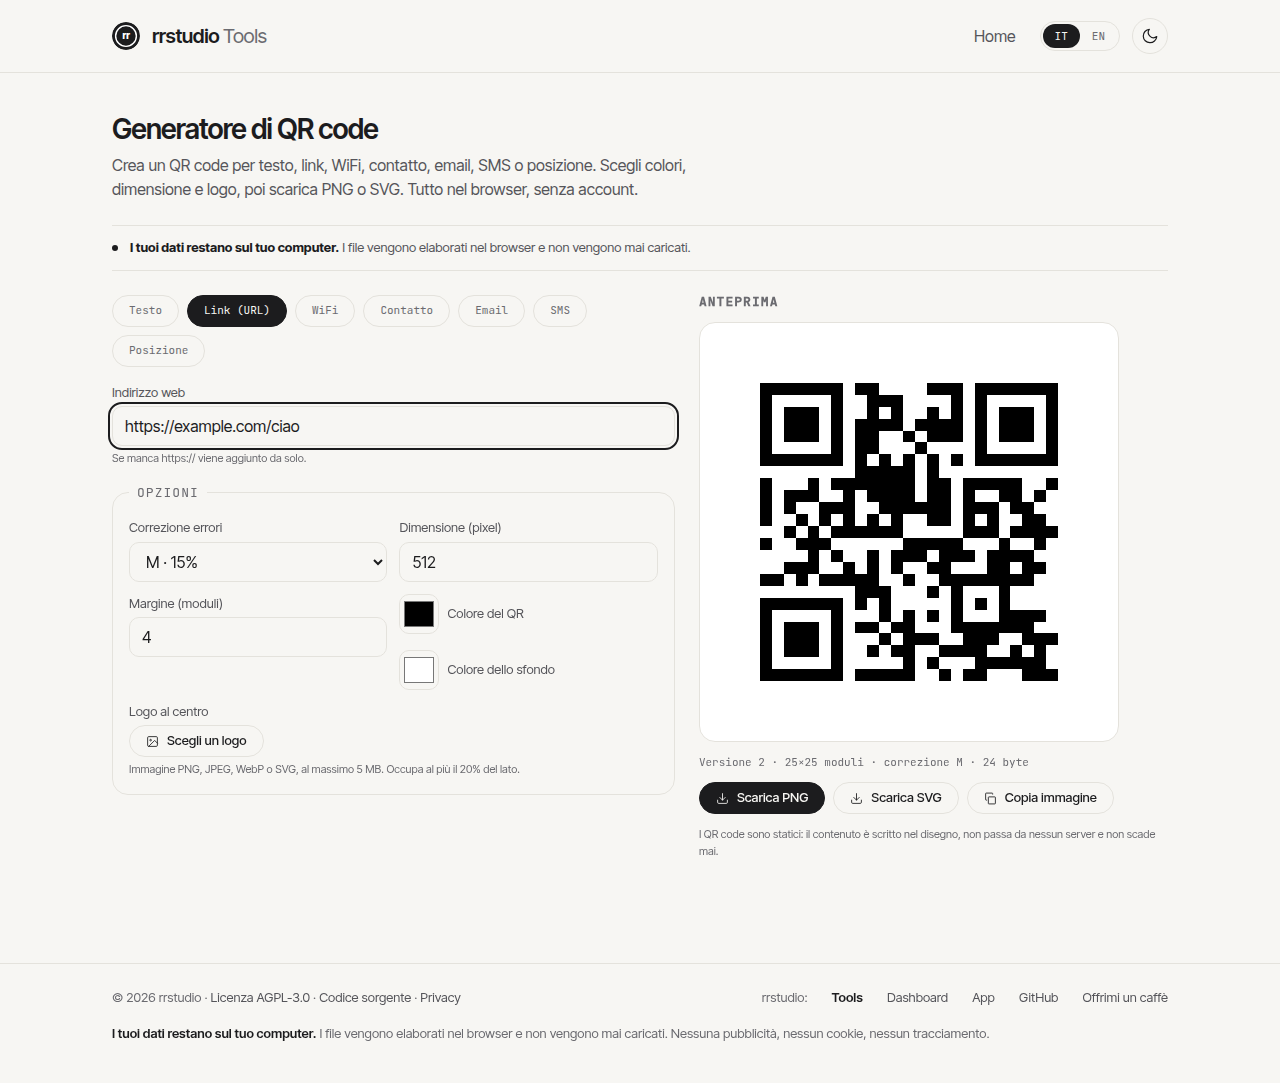 rr
rrstudio Tools
Home
IT EN
Generatore di QR code
Crea un QR code per testo, link, WiFi, contatto, email, SMS o posizione. Scegli colori,
dimensione e logo, poi scarica PNG o SVG. Tutto nel browser, senza account.
I tuoi dati restano sul tuo computer. I file vengono elaborati nel browser e non vengono mai caricati.
Testo
Link (URL)
WiFi
Contatto
Email
SMS
Posizione
Indirizzo web
https://example.com/ciao
Se manca https:// viene aggiunto da solo.
OPZIONI
Correzione errori
M · 15%
Dimensione (pixel)
512
Margine (moduli)
4
Colore del QR
Colore dello sfondo
Logo al centro
Scegli un logo
Immagine PNG, JPEG, WebP o SVG, al massimo 5 MB. Occupa al più il 20% del lato.
ANTEPRIMA
Versione 2 · 25×25 moduli · correzione M · 24 byte
Scarica PNG
Scarica SVG
Copia immagine
I QR code sono statici: il contenuto è scritto nel disegno, non passa da nessun server e non scade
mai.
© 2026 rrstudio · Licenza AGPL-3.0 · Codice sorgente · Privacy
rrstudio: Tools Dashboard App GitHub Offrimi un caffè
I tuoi dati restano sul tuo computer. I file vengono elaborati nel browser e non vengono mai caricati. Nessuna pubblicità, nessun cookie, nessun tracciamento.